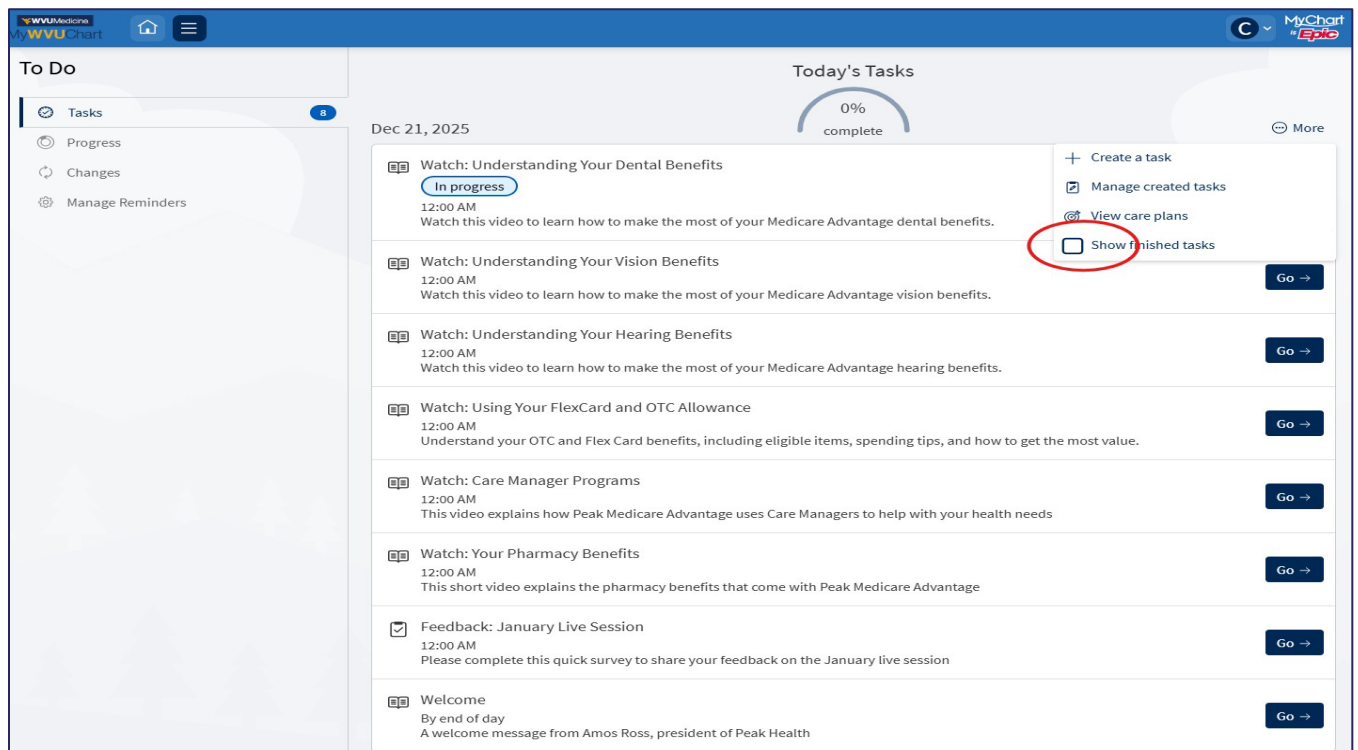 WVUMedicine
MyWVUChart
C
MyChart
Epic
To Do
Tasks
8
Progress
Changes
Manage Reminders
Today's Tasks
0%
complete
Dec 21, 2025
More
Create a task
Manage created tasks
View care plans
Show finished tasks
Watch: Understanding Your Dental Benefits
In progress
12:00 AM
Watch this video to learn how to make the most of your Medicare Advantage dental benefits.
Watch: Understanding Your Vision Benefits
12:00 AM
Watch this video to learn how to make the most of your Medicare Advantage vision benefits.
Go →
Watch: Understanding Your Hearing Benefits
12:00 AM
Watch this video to learn how to make the most of your Medicare Advantage hearing benefits.
Go →
Watch: Using Your FlexCard and OTC Allowance
12:00 AM
Understand your OTC and Flex Card benefits, including eligible items, spending tips, and how to get the most value.
Go →
Watch: Care Manager Programs
12:00 AM
This video explains how Peak Medicare Advantage uses Care Managers to help with your health needs
Go →
Watch: Your Pharmacy Benefits
12:00 AM
This short video explains the pharmacy benefits that come with Peak Medicare Advantage
Go →
Feedback: January Live Session
12:00 AM
Please complete this quick survey to share your feedback on the January live session
Go →
Welcome
By end of day
A welcome message from Amos Ross, president of Peak Health
Go →